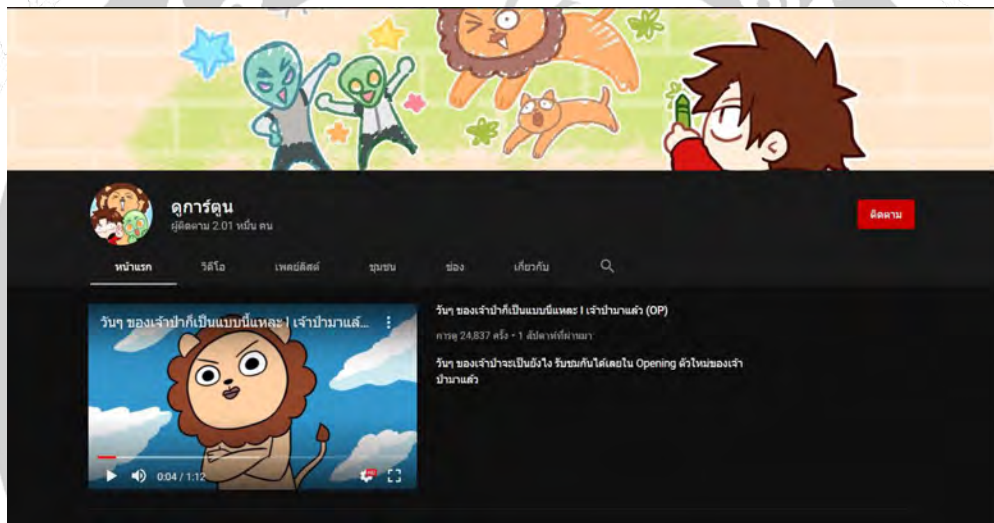 ดูการ์ตูน
ผู้ติดตาม 2.01 หมื่น คน
ติดตาม
หน้าแรก วิดีโอ เพลย์ลิสต์ ชุมชน ช่อง เกี่ยวกับ
วันๆ ของเจ้าป่าก็เป็นแบบนี้แหละ l เจ้าป่ามาแล้...
0:04 / 1:12
วันๆ ของเจ้าป่าก็เป็นแบบนี้แหละ l เจ้าป่ามาแล้ว (OP)
การดู 24,837 ครั้ง • 1 สัปดาห์ที่ผ่านมา
วันๆ ของเจ้าป่าจะเป็นยังไง รับชมกันได้เลยใน Opening ตัวใหม่ของเจ้า
ป่ามาแล้ว